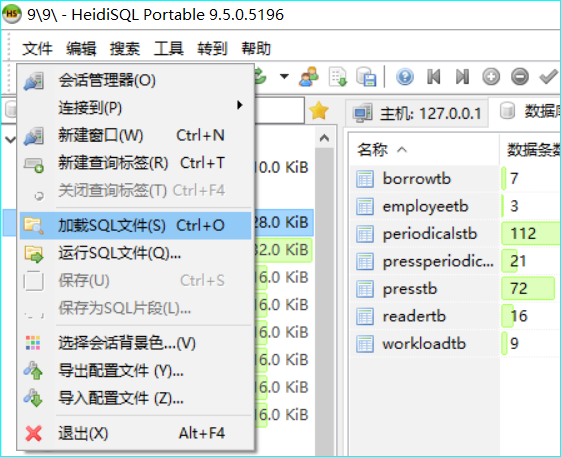 9\9\ - HeidiSQL Portable 9.5.0.5196
文件 编辑 搜索 工具 转到 帮助
会话管理器(O)
连接到(P)
新建窗口(W) Ctrl+N
新建查询标签(R) Ctrl+T
关闭查询标签(T) Ctrl+F4
加载SQL文件(S) Ctrl+O
运行SQL文件(Q)...
保存(U) Ctrl+S
保存为SQL片段(L)...
选择会话背景色...(V)
导出配置文件 (Y)...
导入配置文件 (Z)...
退出(X) Alt+F4
0.0 KiB
28.0 KiB
32.0 KiB
16.0 KiB
16.0 KiB
16.0 KiB
16.0 KiB
16.0 KiB
16.0 KiB
主机: 127.0.0.1 数据库
名称 数据条数
borrowtb 7
employeetb 3
periodicalstb 112
pressperiodic... 21
presstb 72
readertb 16
workloadtb 9